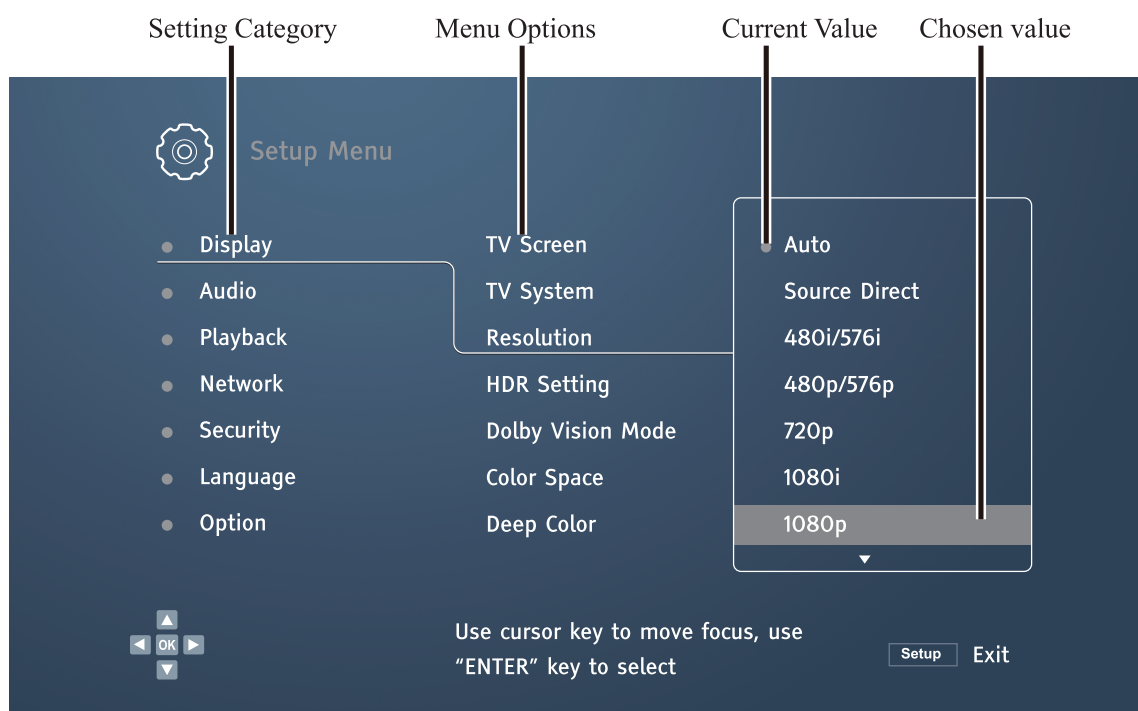 Setting Category
Menu Options
Current Value
Chosen value
Setup Menu
Display
Audio
Playback
Network
Security
Language
Option
TV Screen
TV System
Resolution
HDR Setting
Dolby Vision Mode
Color Space
Deep Color
Auto
Source Direct
480i/576i
480p/576p
720p
1080i
1080p
OK
Use cursor key to move focus, use
“ENTER” key to select
Setup Exit